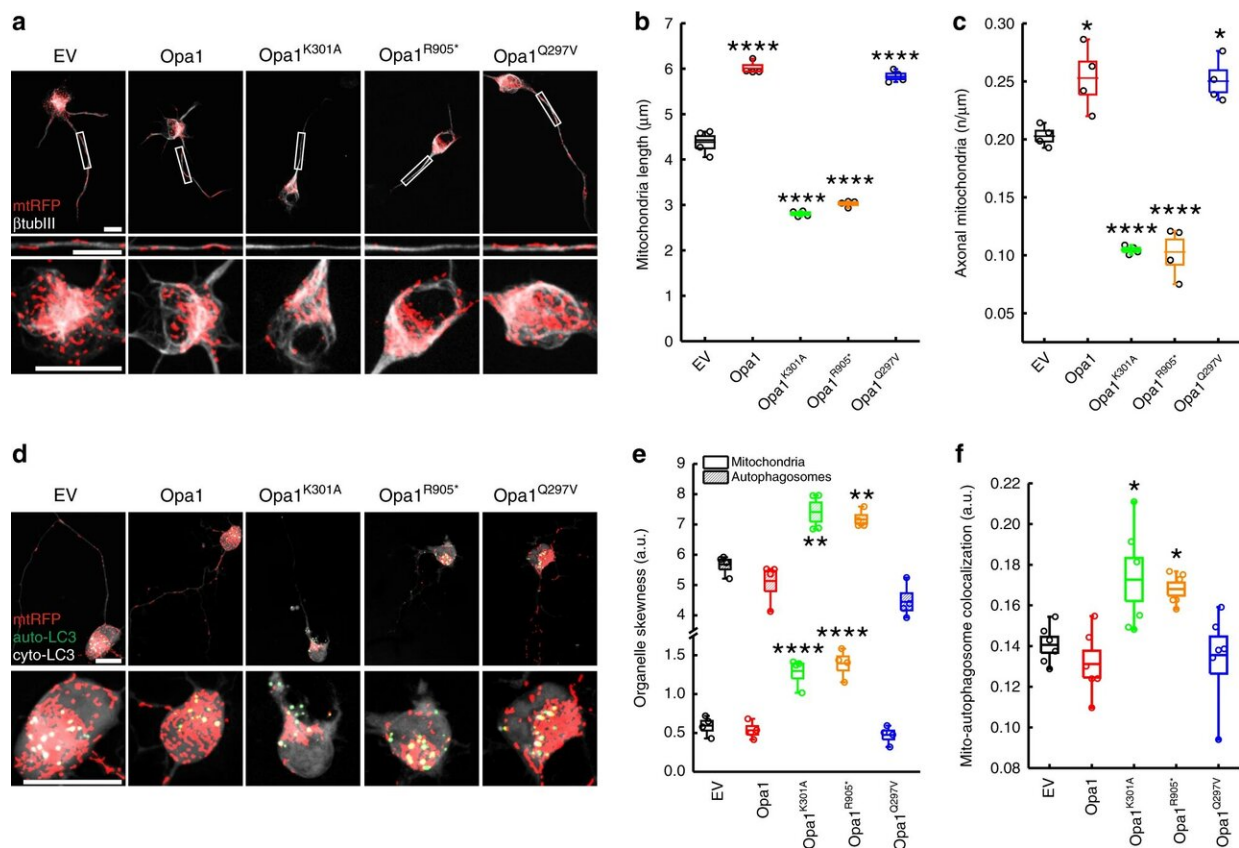 a
EV Opa1 Opa1K301A Opa1R905* Opa1Q297V
mtRFP
βtubIII
b
Mitochondria length (μm)
7
6
5
4
3
2
1
0
**** **** **** ****
EV Opa1 Opa1K301A Opa1R905* Opa1Q297V
c
Axonal mitochondria (n/μm)
0.30
0.25
0.20
0.15
0.10
0.05
0.00
* **** **** *
EV Opa1 Opa1K301A Opa1R905* Opa1Q297V
d
EV Opa1 Opa1K301A Opa1R905* Opa1Q297V
mtRFP
auto-LC3
cyto-LC3
e
Organelle skewness (a.u.)
Mitochondria
Autophagosomes
9
8
7
6
5
4
1.5
1.0
0.5
0.0
** **
**** ****
EV Opa1 Opa1K301A Opa1R905* Opa1Q297V
f
Mito-autophagosome colocalization (a.u.)
0.22
0.20
0.18
0.16
0.14
0.12
0.10
0.08
* *
EV Opa1 Opa1K301A Opa1R905* Opa1Q297V